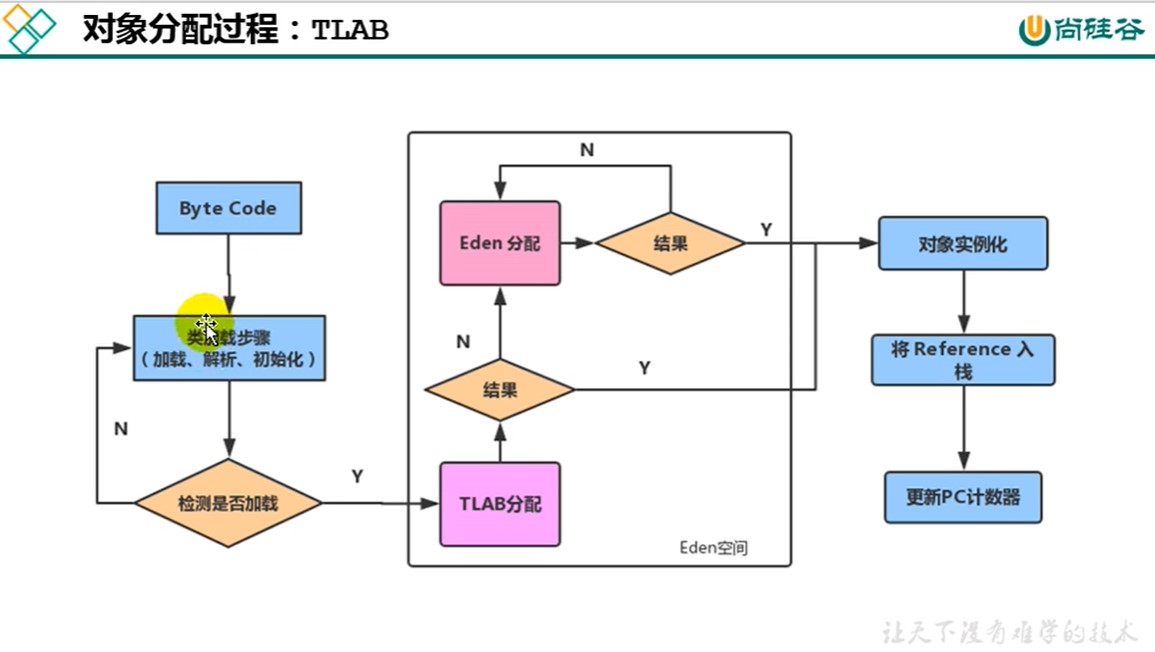 对象分配过程：TLAB
尚硅谷
Byte Code
类加载步骤
（加载、解析、初始化）
N
检测是否加载
Y
N
Eden 分配
结果
Y
N
结果
Y
TLAB分配
Eden空间
对象实例化
将 Reference 入
栈
更新PC计数器
让天下没有难学的技术